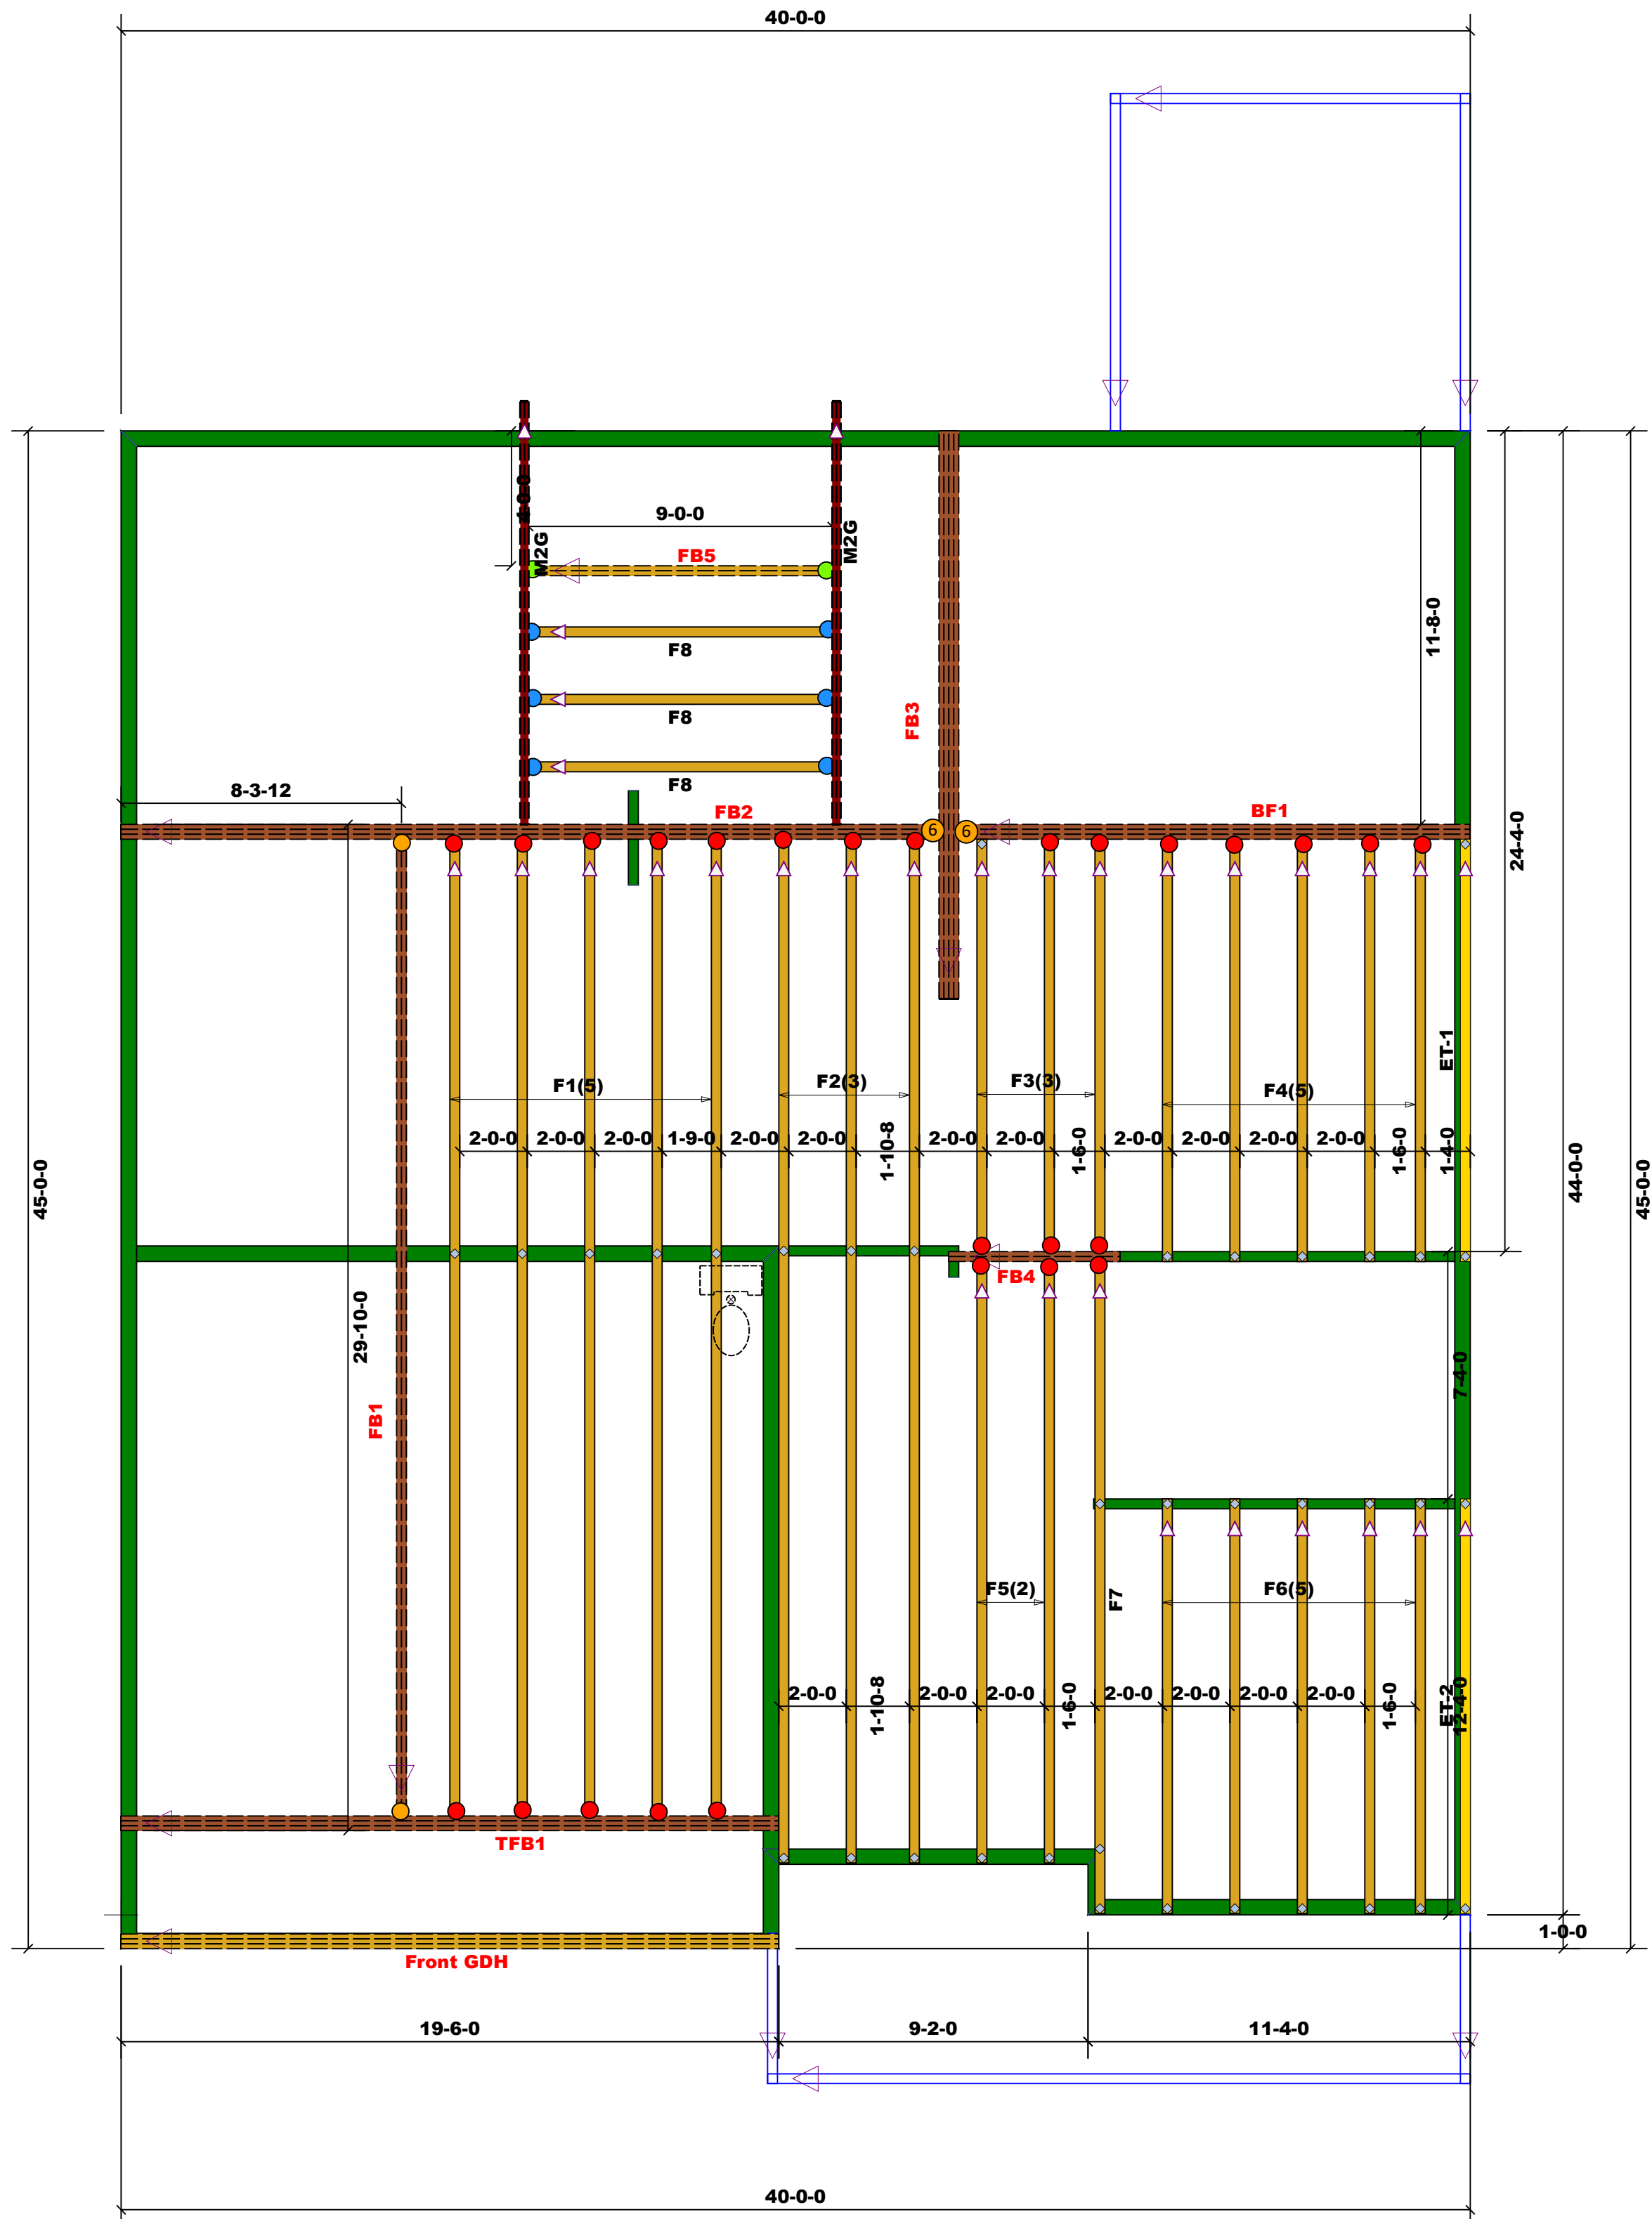 40-0-0
4-0-0
9-0-0
M2G
M2G
FB5
F8
F8
F8
FB3
11-8-0
8-3-12
FB2
BF1
6
6
24-4-0
45-0-0
44-0-0
45-0-0
ET-1
F1(5)
F2(3)
F3(3)
F4(5)
2-0-0
2-0-0
2-0-0
1-9-0
2-0-0
2-0-0
1-10-8
2-0-0
2-0-0
1-6-0
2-0-0
2-0-0
2-0-0
2-0-0
1-6-0
1-4-0
29-10-0
FB1
FB4
7-4-0
F5(2)
F7
F6(5)
2-0-0
1-10-8
2-0-0
2-0-0
1-6-0
2-0-0
2-0-0
2-0-0
2-0-0
1-6-0
ET-2
12-4-0
TFB1
Front GDH
1-0-0
19-6-0
9-2-0
11-4-0
40-0-0